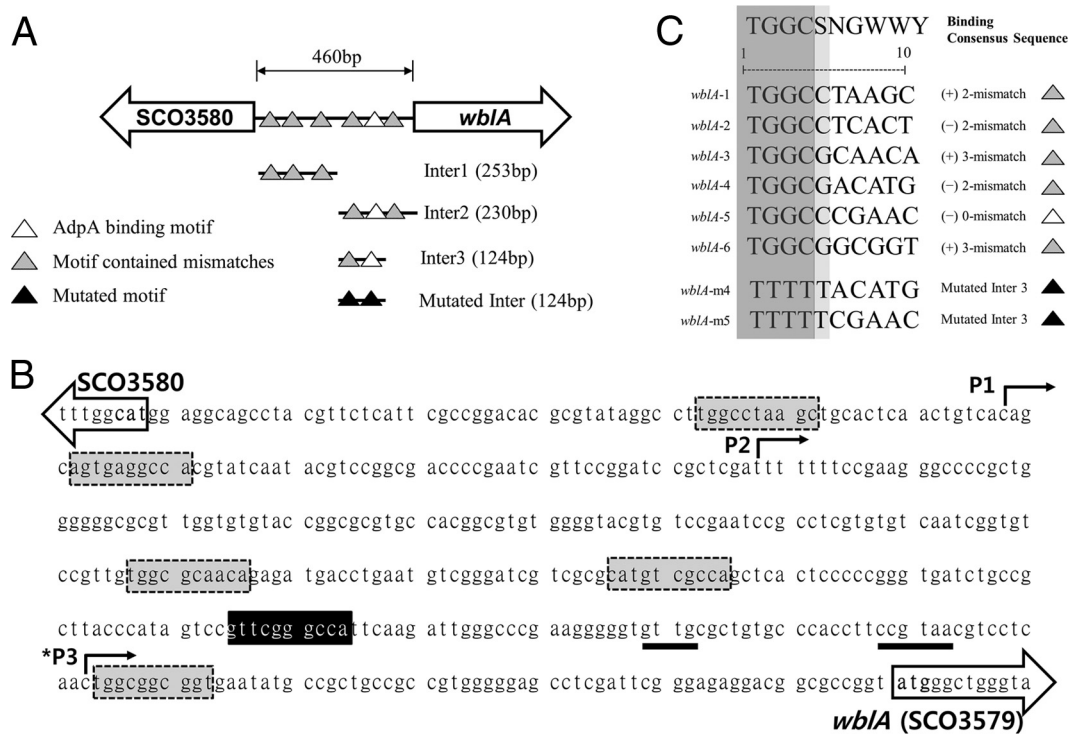 A
460bp
SCO3580
wblA
Inter1 (253bp)
Inter2 (230bp)
Inter3 (124bp)
Mutated Inter (124bp)
AdpA binding motif
Motif contained mismatches
Mutated motif
C
TGGCSNGWWY
Binding
Consensus Sequence
1
10
wblA-1 TGGCCTAAGC (+) 2-mismatch
wblA-2 TGGCCTCACT (−) 2-mismatch
wblA-3 TGGCGCAACA (+) 3-mismatch
wblA-4 TGGCGACATG (−) 2-mismatch
wblA-5 TGGCCCGAAC (−) 0-mismatch
wblA-6 TGGCGGCGGT (+) 3-mismatch
wblA-m4 TTTTTACATG Mutated Inter 3
wblA-m5 TTTTTCGAAC Mutated Inter 3
B
SCO3580
P1
tttggcatgg aggcagccta cgttctcatt cgccggacac gcgtataggc cttggcctaa gctgcactca actgtcacag
P2
cagtgaggcca cgtatcaat acgtccggcg accccgaatc gttccggatc cgctcgattt tttttccgaag ggccccgctg
gggggcgcgt tggtgtgtac cggcgcgtgc cacggcgtgt ggggtacgtg tccgaatccg cctcgtgtgt caatcggtgt
ccgttgtggc gcaacagaga tgacctgaat gtcgggatcg tcgcgcatgt cgccagctca ctcccccggg tgatctgccg
cttacccata gtccgttcgg gccattcaag attgggcccg aagggggtgt tgcgctgtgc ccaccttccg taacgtcctc
*P3
aactggcggc ggtgaatatg ccgctgccgc cgtgggggag cctcgattcg ggagaggacg gcgccggtat gggctgggta
wblA (SCO3579)